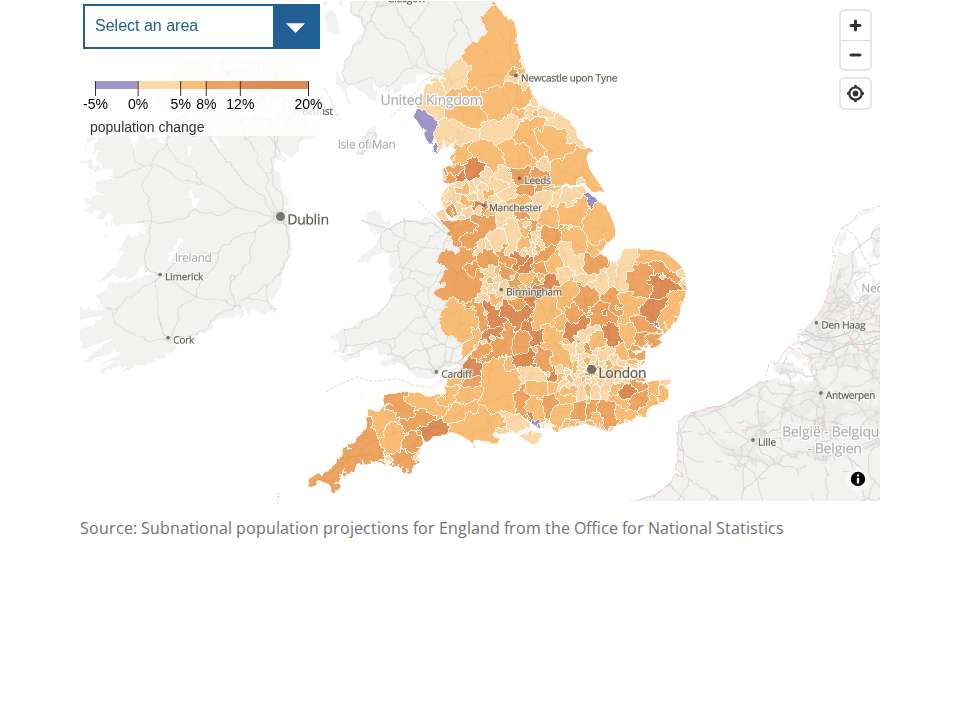 Select an area
-5% 0% 5% 8% 12% 20%
population change
Newcastle upon Tyne
United Kingdom
Isle of Man
Leeds
Manchester
Dublin
Ireland
Limerick
Birmingham
Cork
Cardiff
London
Den Haag
Antwerpen
België - Belgiqu
- Belgien
Lille
Source: Subnational population projections for England from the Office for National Statistics